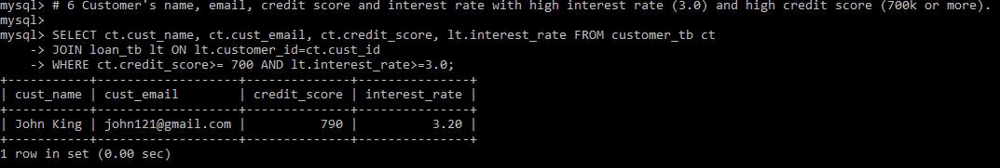 mysql> # 6 Customer's name, email, credit score and interest rate with high interest rate (3.0) and high credit score (700k or more).
mysql>
mysql> SELECT ct.cust_name, ct.cust_email, ct.credit_score, lt.interest_rate FROM customer_tb ct
    -> JOIN loan_tb lt ON lt.customer_id=ct.cust_id
    -> WHERE ct.credit_score>= 700 AND lt.interest_rate>=3.0;
+-----------+-------------------+--------------+---------------+
| cust_name | cust_email        | credit_score | interest_rate |
+-----------+-------------------+--------------+---------------+
| John King | john121@gmail.com |          790 |          3.20 |
+-----------+-------------------+--------------+---------------+
1 row in set (0.00 sec)